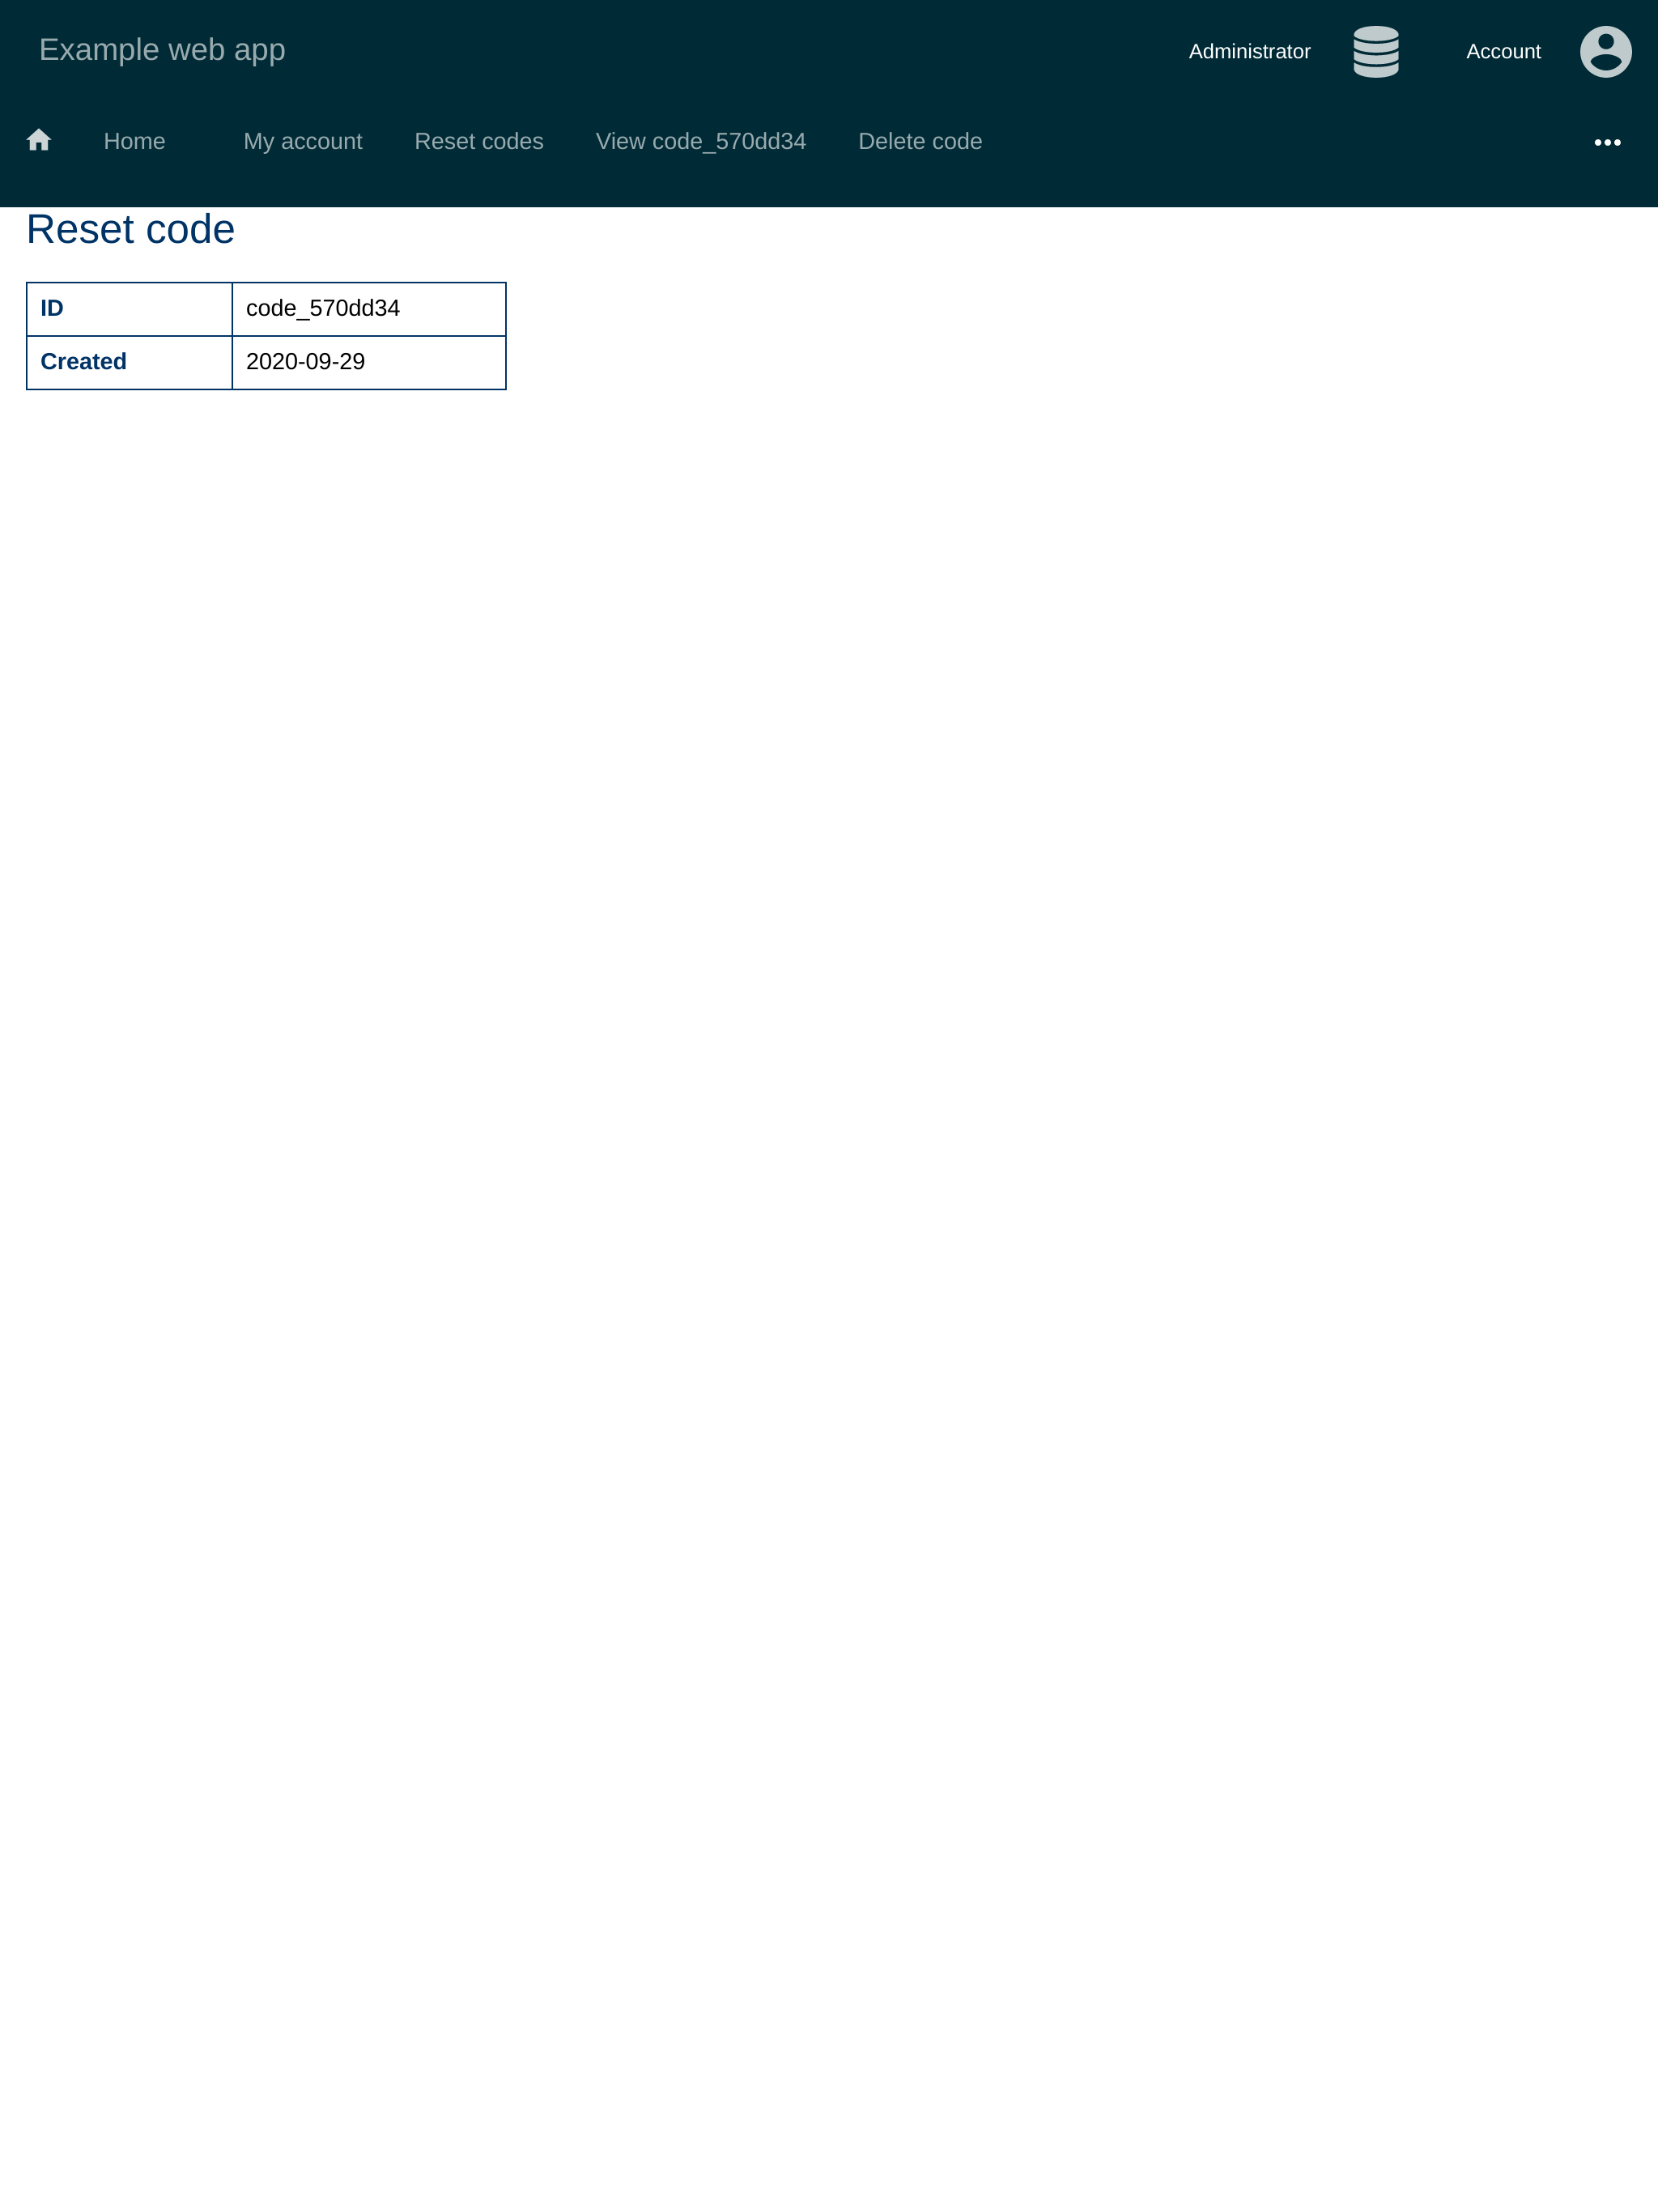 Example web app
Administrator
Account
Home
My account
Reset codes
View code_570dd34
Delete code
Reset code
ID
code_570dd34
Created
2020-09-29